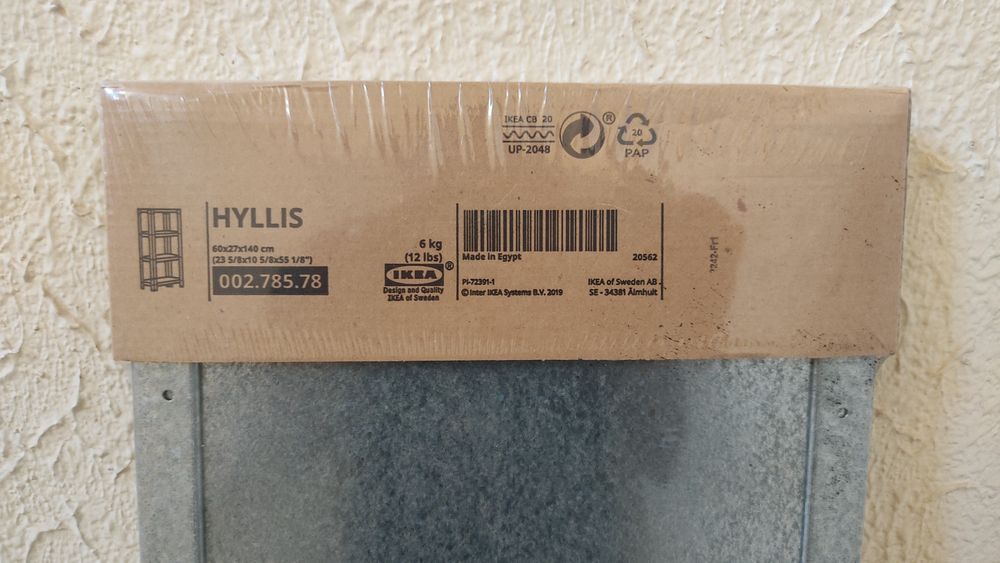 IKEA CB 20
UP-2048
®
20
PAP
HYLLIS
60x27x140 cm
(23 5/8x10 5/8x55 1/8")
002.785.78
6 kg
(12 lbs)
IKEA®
Design and Quality
IKEA of Sweden
Made in Egypt
20562
PI-72391-1
© Inter IKEA Systems B.V. 2019
IKEA of Sweden AB
SE - 34381 Älmhult